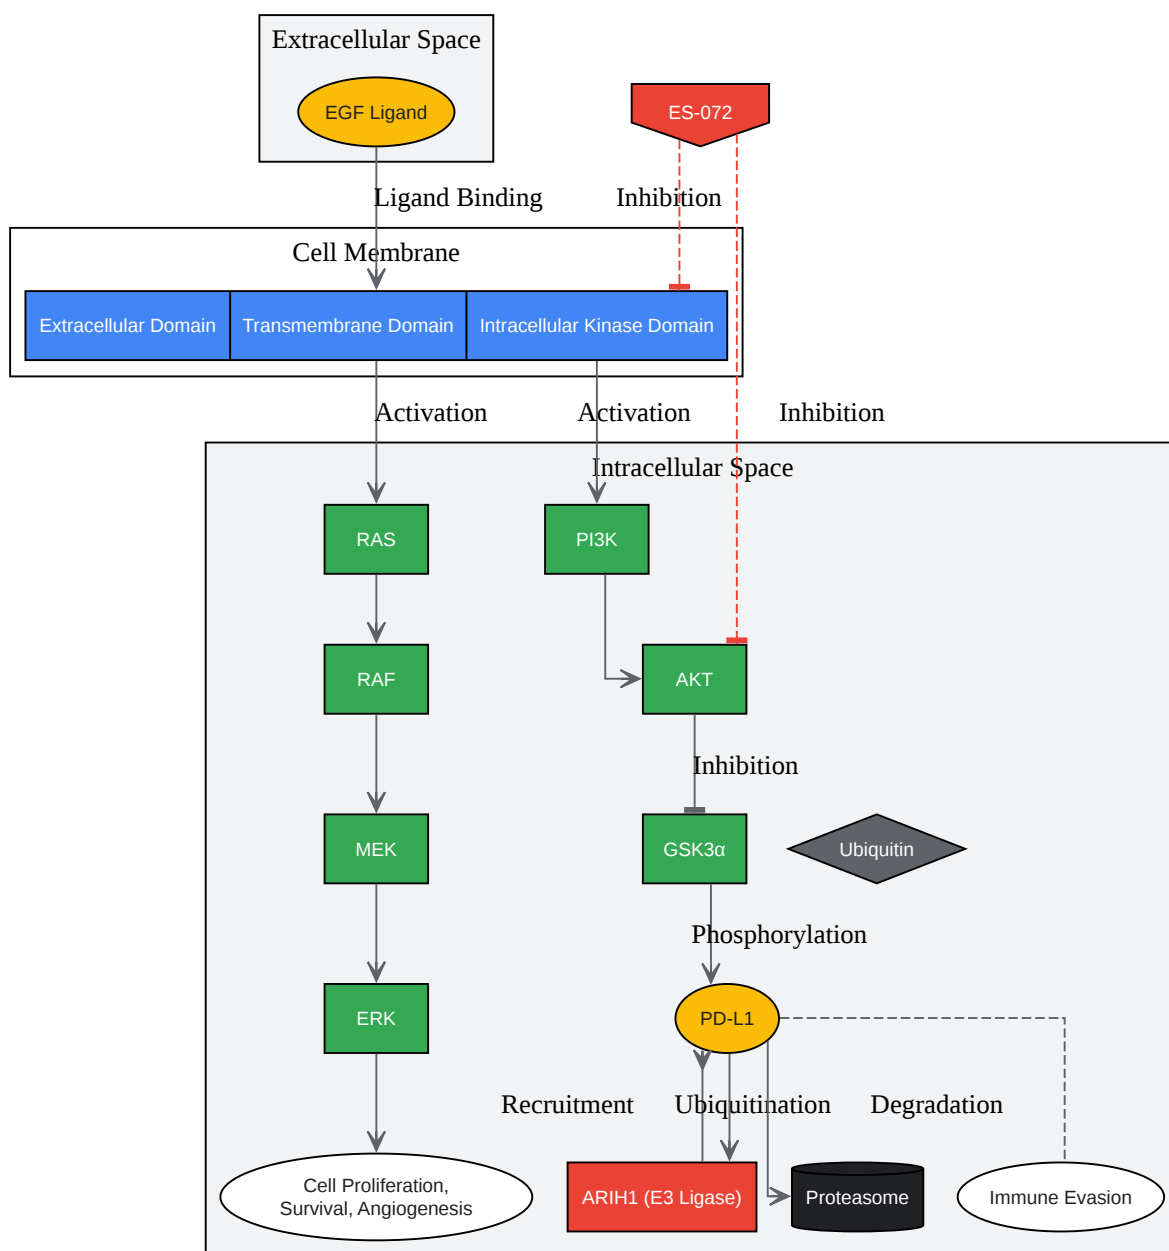 Extracellular Space
EGF Ligand
ES-072
Ligand Binding
Inhibition
Cell Membrane
Extracellular Domain
Transmembrane Domain
Intracellular Kinase Domain
Activation
Activation
Inhibition
Intracellular Space
RAS
PI3K
RAF
AKT
Inhibition
MEK
GSK3α
Ubiquitin
Phosphorylation
ERK
PD-L1
Recruitment
Ubiquitination
Degradation
Cell Proliferation,
Survival, Angiogenesis
ARIH1 (E3 Ligase)
Proteasome
Immune Evasion